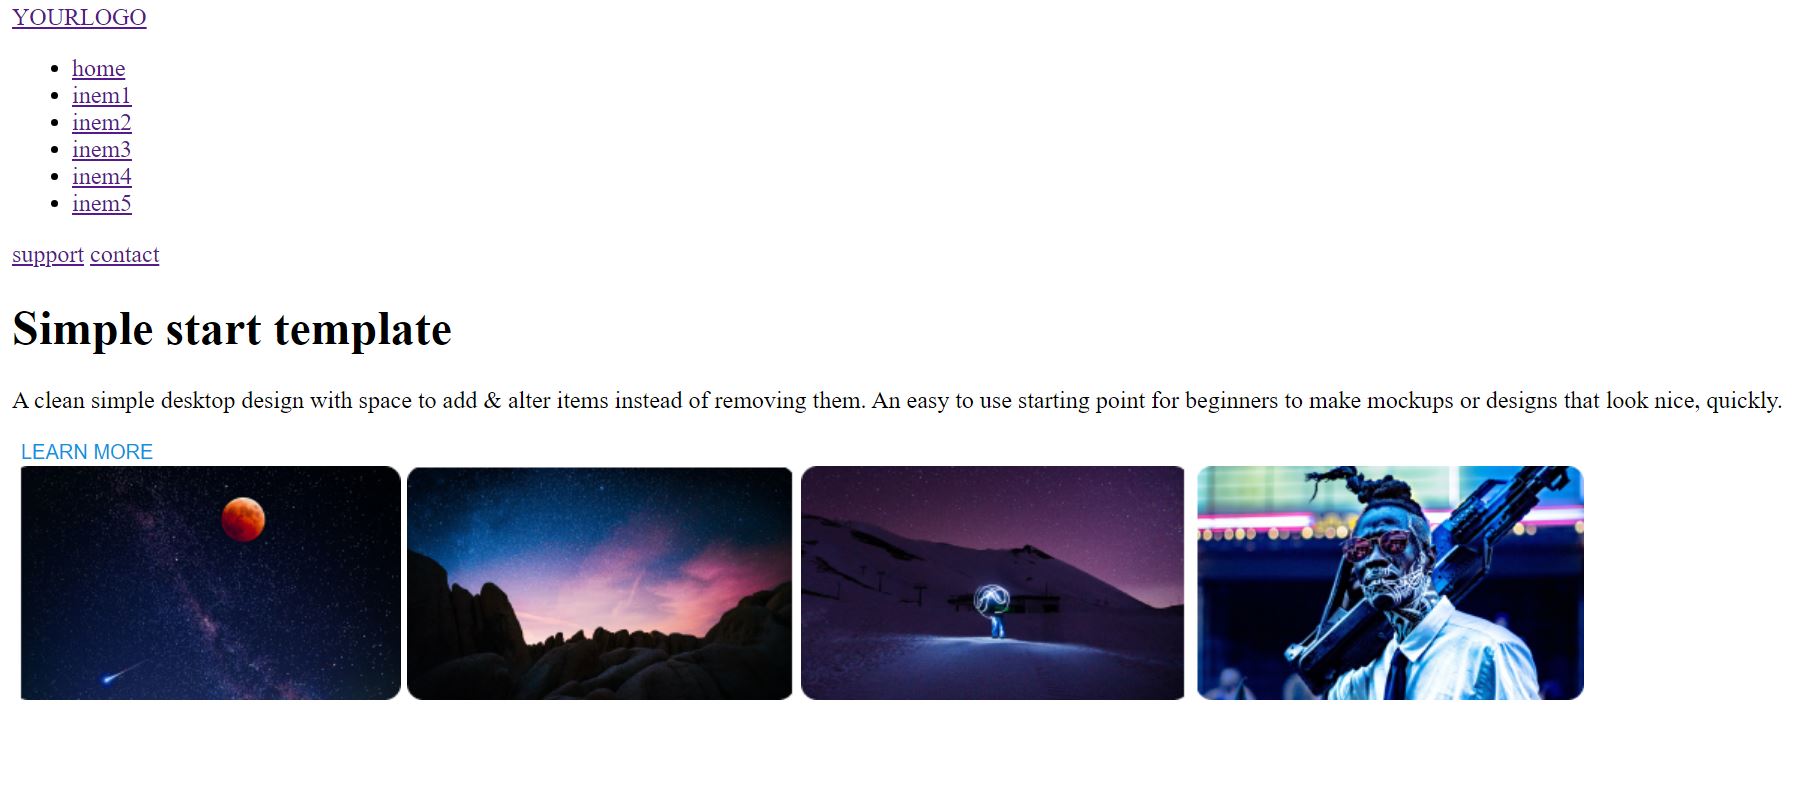 YOURLOGO
home
inem1
inem2
inem3
inem4
inem5
support contact
Simple start template
A clean simple desktop design with space to add & alter items instead of removing them. An easy to use starting point for beginners to make mockups or designs that look nice, quickly.
LEARN MORE